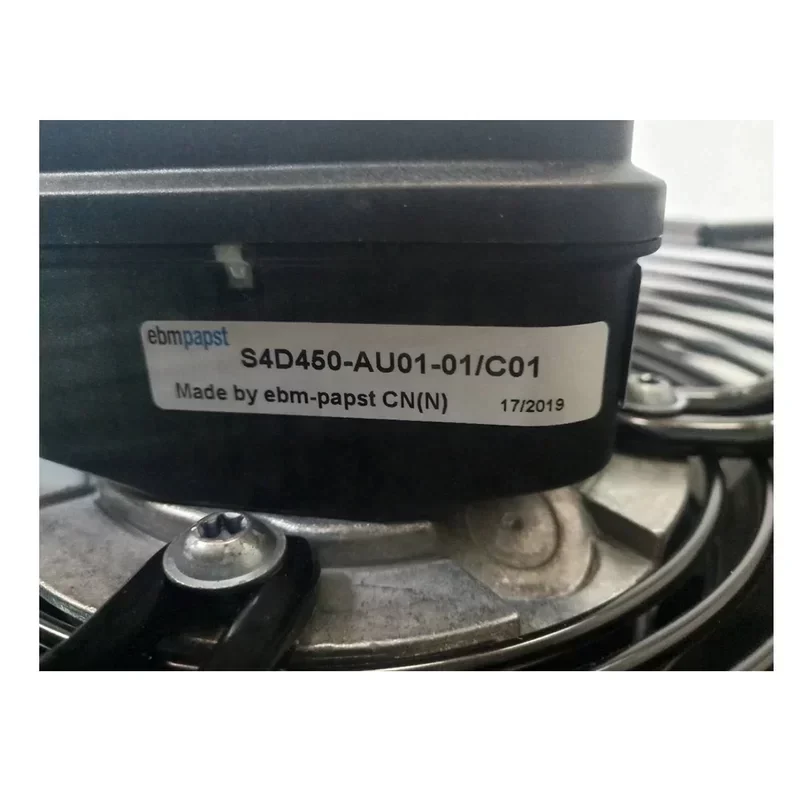 ebmpapst
S4D450-AU01-01/C01
Made by ebm-papst CN(N) 17/2019